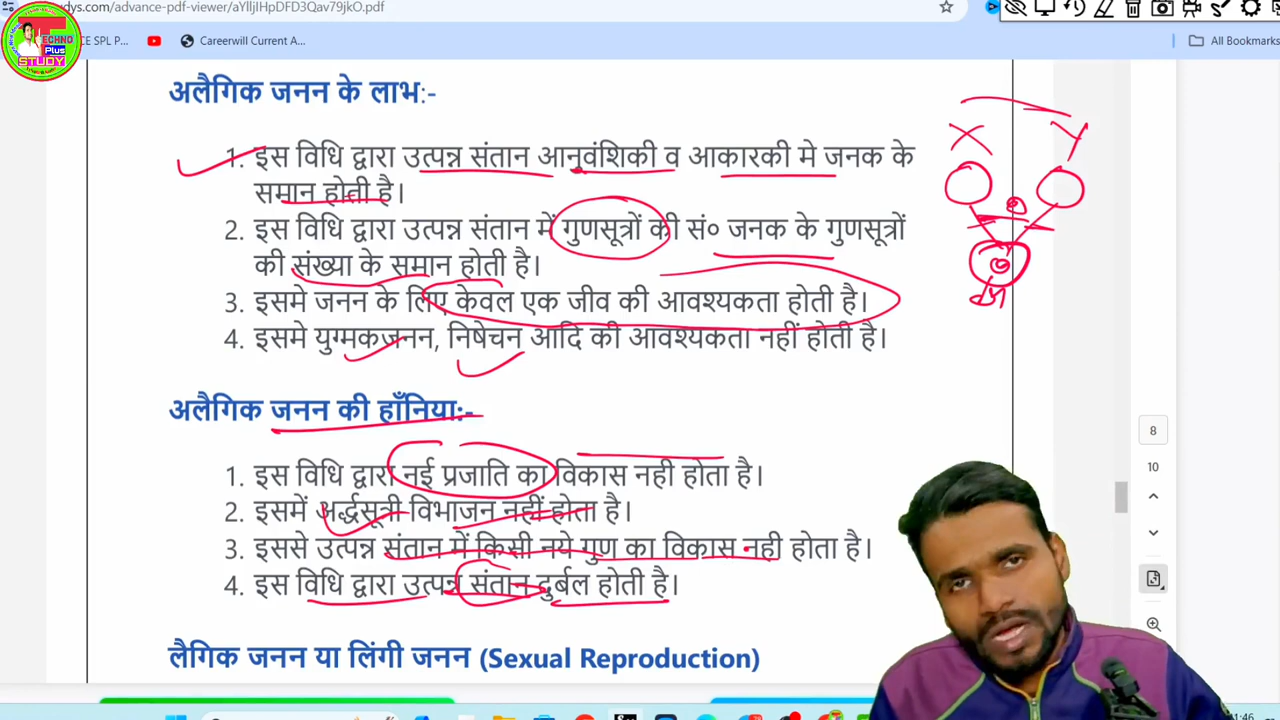 dys.com/advance-pdf-viewer/aYlljIHpDFD3Qav79jkO.pdf
CE SPL P...
Careerwill Current A...
All Bookmarks
TECHNO
Plus
STUDY
अलैगिक जनन के लाभ:-
X Y
1. इस विधि द्वारा उत्पन्न संतान आनुवंशिकी व आकारकी मे जनक के
समान होती है।
2. इस विधि द्वारा उत्पन्न संतान में गुणसूत्रों की सं० जनक के गुणसूत्रों
की संख्या के समान होती है।
3. इसमे जनन के लिए केवल एक जीव की आवश्यकता होती है।
4. इसमे युग्मकजनन, निषेचन आदि की आवश्यकता नहीं होती है।
अलैगिक जनन की हाँनिया:-
1. इस विधि द्वारा नई प्रजाति का विकास नही होता है।
2. इसमें अर्द्धसूत्री विभाजन नहीं होता है।
3. इससे उत्पन्न संतान में किसी नये गुण का विकास नही होता है।
4. इस विधि द्वारा उत्पन्न संतान दुर्बल होती है।
लैगिक जनन या लिंगी जनन (Sexual Reproduction)
8
10
1:46